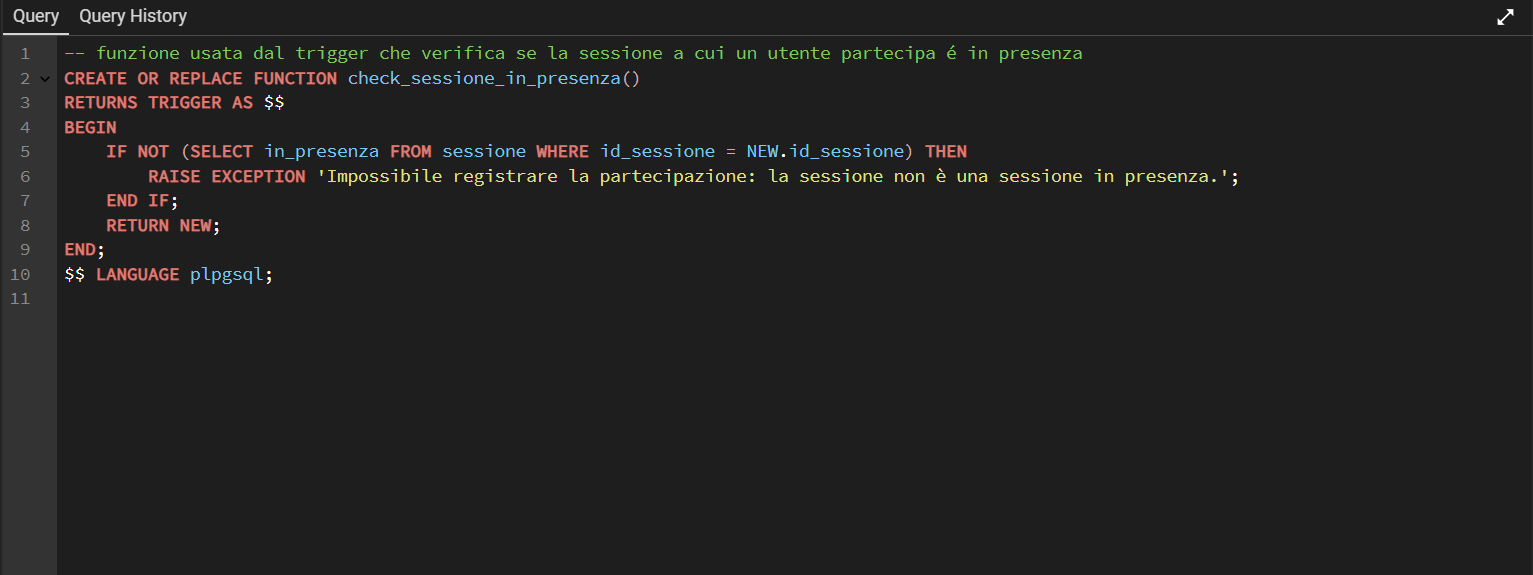 Query Query History
1 -- funzione usata dal trigger che verifica se la sessione a cui un utente partecipa é in presenza
2 CREATE OR REPLACE FUNCTION check_sessione_in_presenza()
3 RETURNS TRIGGER AS $$
4 BEGIN
5 IF NOT (SELECT in_presenza FROM sessione WHERE id_sessione = NEW.id_sessione) THEN
6 RAISE EXCEPTION 'Impossibile registrare la partecipazione: la sessione non è una sessione in presenza.';
7 END IF;
8 RETURN NEW;
9 END;
10 $$ LANGUAGE plpgsql;
11